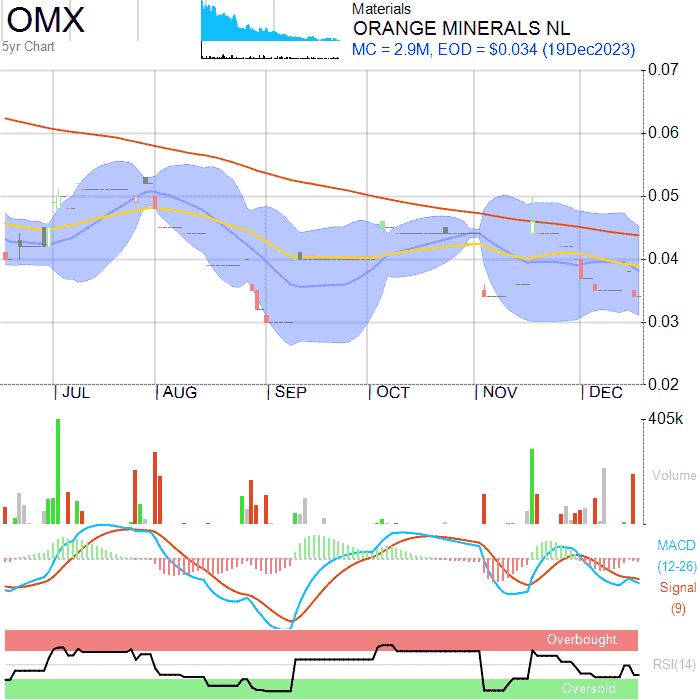 OMX
5yr Chart
Materials
ORANGE MINERALS NL
MC = 2.9M, EOD = $0.034 (19Dec2023)
0.07
0.06
0.05
0.04
0.03
0.02
JUL AUG SEP OCT NOV DEC
405k
Volume
MACD
(12-26)
Signal
(9)
Overbought
RSI(14)
Oversold